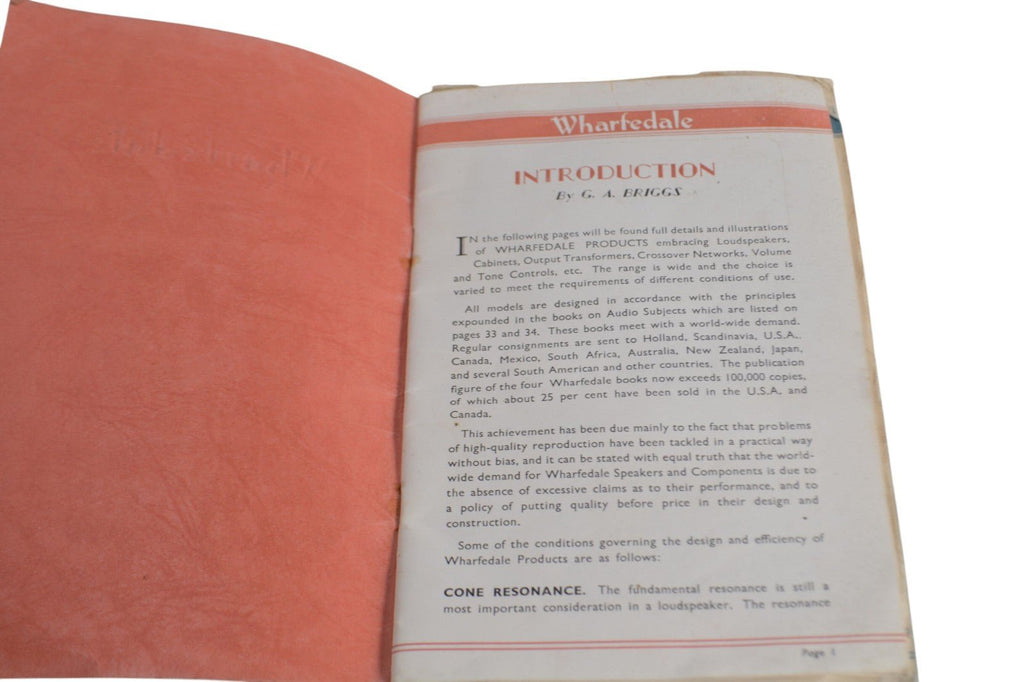 Wharfedale
INTRODUCTION
By G. A. BRIGGS
IN the following pages will be found full details and illustrations
of WHARFEDALE PRODUCTS embracing Loudspeakers,
Cabinets, Output Transformers, Crossover Networks, Volume
and Tone Controls, etc. The range is wide and the choice is
varied to meet the requirements of different conditions of use.
All models are designed in accordance with the principles
expounded in the books on Audio Subjects which are listed on
pages 33 and 34. These books meet with a world-wide demand.
Regular consignments are sent to Holland, Scandinavia, U.S.A.,
Canada, Mexico, South Africa, Australia, New Zealand, Japan,
and several South American and other countries. The publication
figure of the four Wharfedale books now exceeds 100,000 copies,
of which about 25 per cent have been sold in the U.S.A. and
Canada.
This achievement has been due mainly to the fact that problems
of high-quality reproduction have been tackled in a practical way
without bias, and it can be stated with equal truth that the world-
wide demand for Wharfedale Speakers and Components is due to
the absence of excessive claims as to their performance, and to
a policy of putting quality before price in their design and
construction.
Some of the conditions governing the design and efficiency of
Wharfedale Products are as follows:
CONE RESONANCE. The fundamental resonance is still a
most important consideration in a loudspeaker. The resonance
Page 1